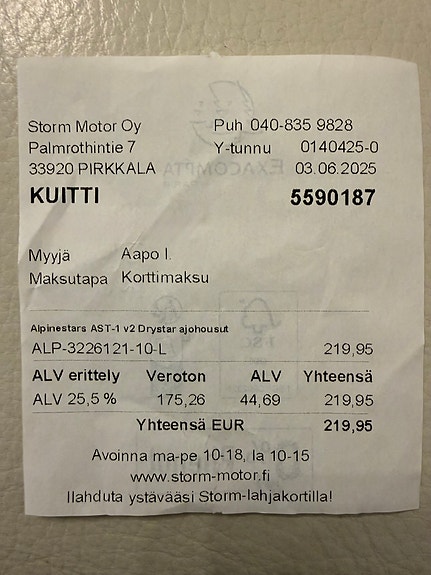 Storm Motor Oy Puh 040-835 9828
Palmrothintie 7 Y-tunnu 0140425-0
33920 PIRKKALA 03.06.2025
KUITTI 5590187
Myyjä Aapo I.
Maksutapa Korttimaksu
Alpinestars AST-1 v2 Drystar ajohousut
ALP-3226121-10-L 219,95
ALV erittely Veroton ALV Yhteensä
ALV 25,5 % 175,26 44,69 219,95
Yhteensä EUR 219,95
Avoinna ma-pe 10-18, la 10-15
www.storm-motor.fi
Ilahduta ystävääsi Storm-lahjakortilla!
EXACOMPTA